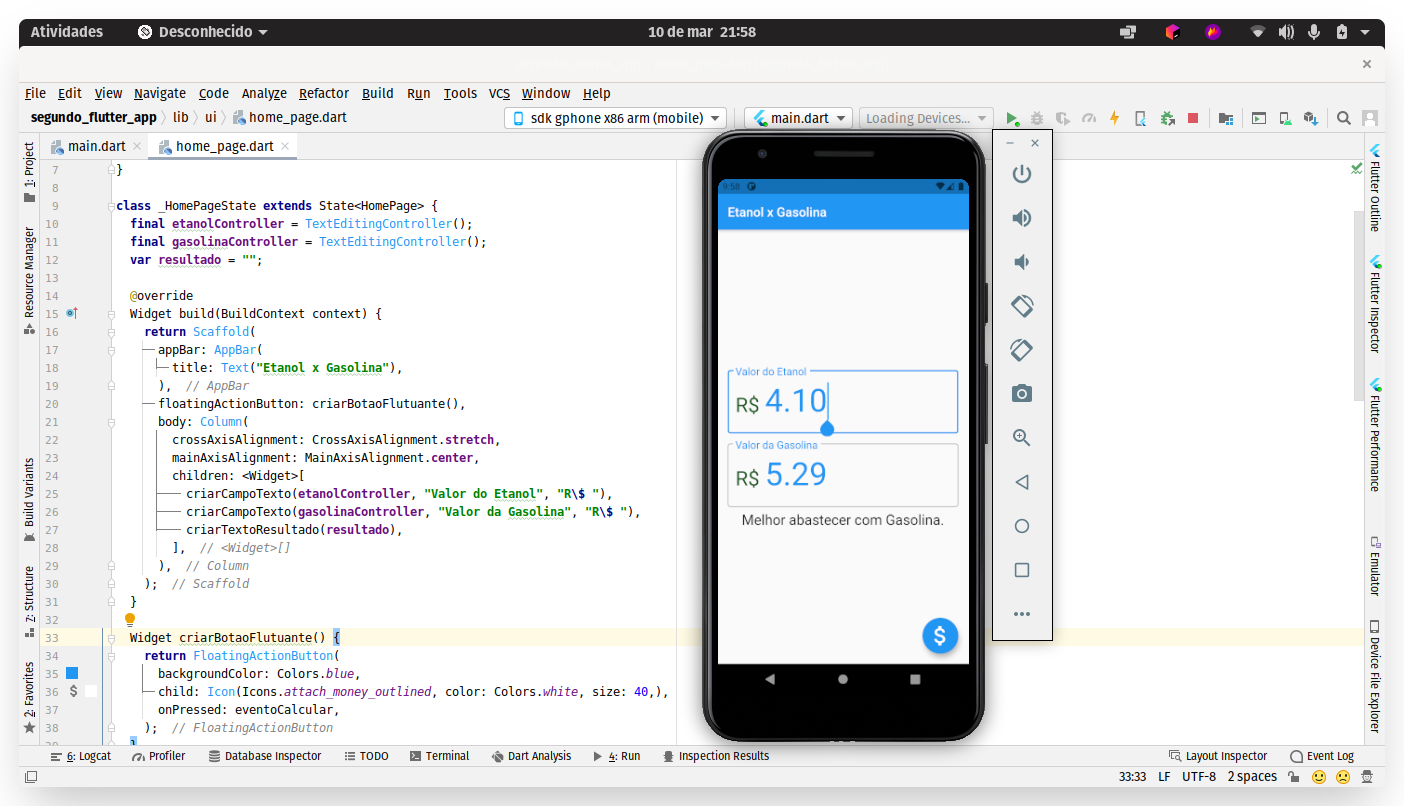 Atividades
Desconhecido
10 de mar 21:58
File Edit View Navigate Code Analyze Refactor Build Run Tools VCS Window Help
segundo_flutter_app lib ui home_page.dart
sdk gphone x86 arm (mobile)
main.dart
Loading Devices...
main.dart
home_page.dart
1: Project
Resource Manager
Build Variants
7: Structure
2: Favorites
7 }
8
9 class _HomePageState extends State<HomePage> {
10 final etanolController = TextEditingController();
11 final gasolinaController = TextEditingController();
12 var resultado = "";
13
14 @override
15 Widget build(BuildContext context) {
16 return Scaffold(
17 appBar: AppBar(
18 title: Text("Etanol x Gasolina"),
19 ), // AppBar
20 floatingActionButton: criarBotaoFlutuante(),
21 body: Column(
22 crossAxisAlignment: CrossAxisAlignment.stretch,
23 mainAxisAlignment: MainAxisAlignment.center,
24 children: <Widget>[
25 criarCampoTexto(etanolController, "Valor do Etanol", "R\$ "),
26 criarCampoTexto(gasolinaController, "Valor da Gasolina", "R\$ "),
27 criarTextoResultado(resultado),
28 ], // <Widget>[]
29 ), // Column
30 ); // Scaffold
31 }
32
33 Widget criarBotaoFlutuante() {
34 return FloatingActionButton(
35 backgroundColor: Colors.blue,
36 child: Icon(Icons.attach_money_outlined, color: Colors.white, size: 40,),
37 onPressed: eventoCalcular,
38 ); // FloatingActionButton
}
9:58
Etanol x Gasolina
Valor do Etanol
R$ 4.10
Valor da Gasolina
R$ 5.29
Melhor abastecer com Gasolina.
$
Flutter Outline
Flutter Inspector
Flutter Performance
Emulator
Device File Explorer
6: Logcat Profiler Database Inspector TODO Terminal Dart Analysis 4: Run Inspection Results Layout Inspector Event Log
33:33 LF UTF-8 2 spaces